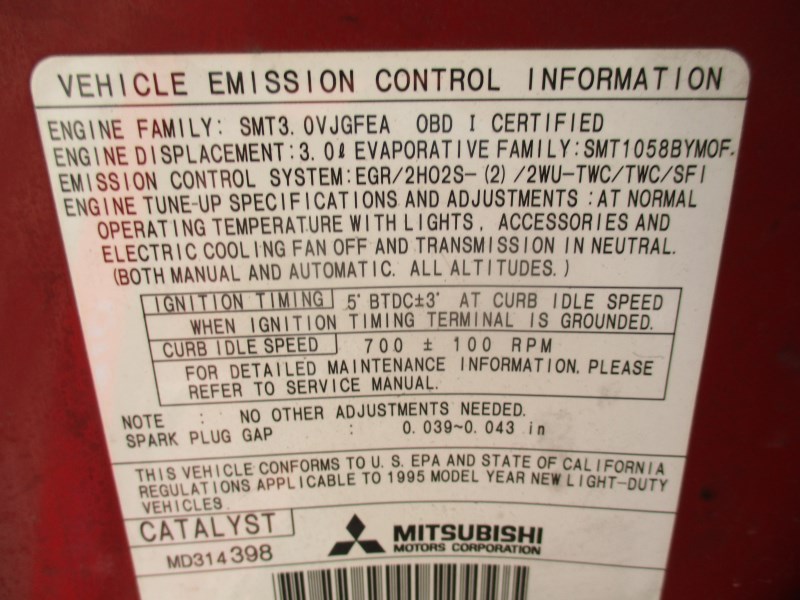 VEHICLE EMISSION CONTROL INFORMATION
ENGINE FAMILY: SMT3.0VJGFEA OBD I CERTIFIED
ENGINE DISPLACEMENT:3.0ℓ EVAPORATIVE FAMILY:SMT1058BYMOF.
EMISSION CONTROL SYSTEM:EGR/2HO2S-(2)/2WU-TWC/TWC/SFI
ENGINE TUNE-UP SPECIFICATIONS AND ADJUSTMENTS :AT NORMAL
OPERATING TEMPERATURE WITH LIGHTS, ACCESSORIES AND
ELECTRIC COOLING FAN OFF AND TRANSMISSION IN NEUTRAL.
(BOTH MANUAL AND AUTOMATIC. ALL ALTITUDES.)
IGNITION TIMING 5°BTDC±3° AT CURB IDLE SPEED
WHEN IGNITION TIMING TERMINAL IS GROUNDED.
CURB IDLE SPEED 700 ± 100 RPM
FOR DETAILED MAINTENANCE INFORMATION, PLEASE
REFER TO SERVICE MANUAL.
NOTE : NO OTHER ADJUSTMENTS NEEDED.
SPARK PLUG GAP : 0.039~0.043 in
THIS VEHICLE CONFORMS TO U.S. EPA AND STATE OF CALIFORNIA
REGULATIONS APPLICABLE TO 1995 MODEL YEAR NEW LIGHT-DUTY
VEHICLES.
CATALYST
MITSUBISHI
MOTORS CORPORATION
MD314398